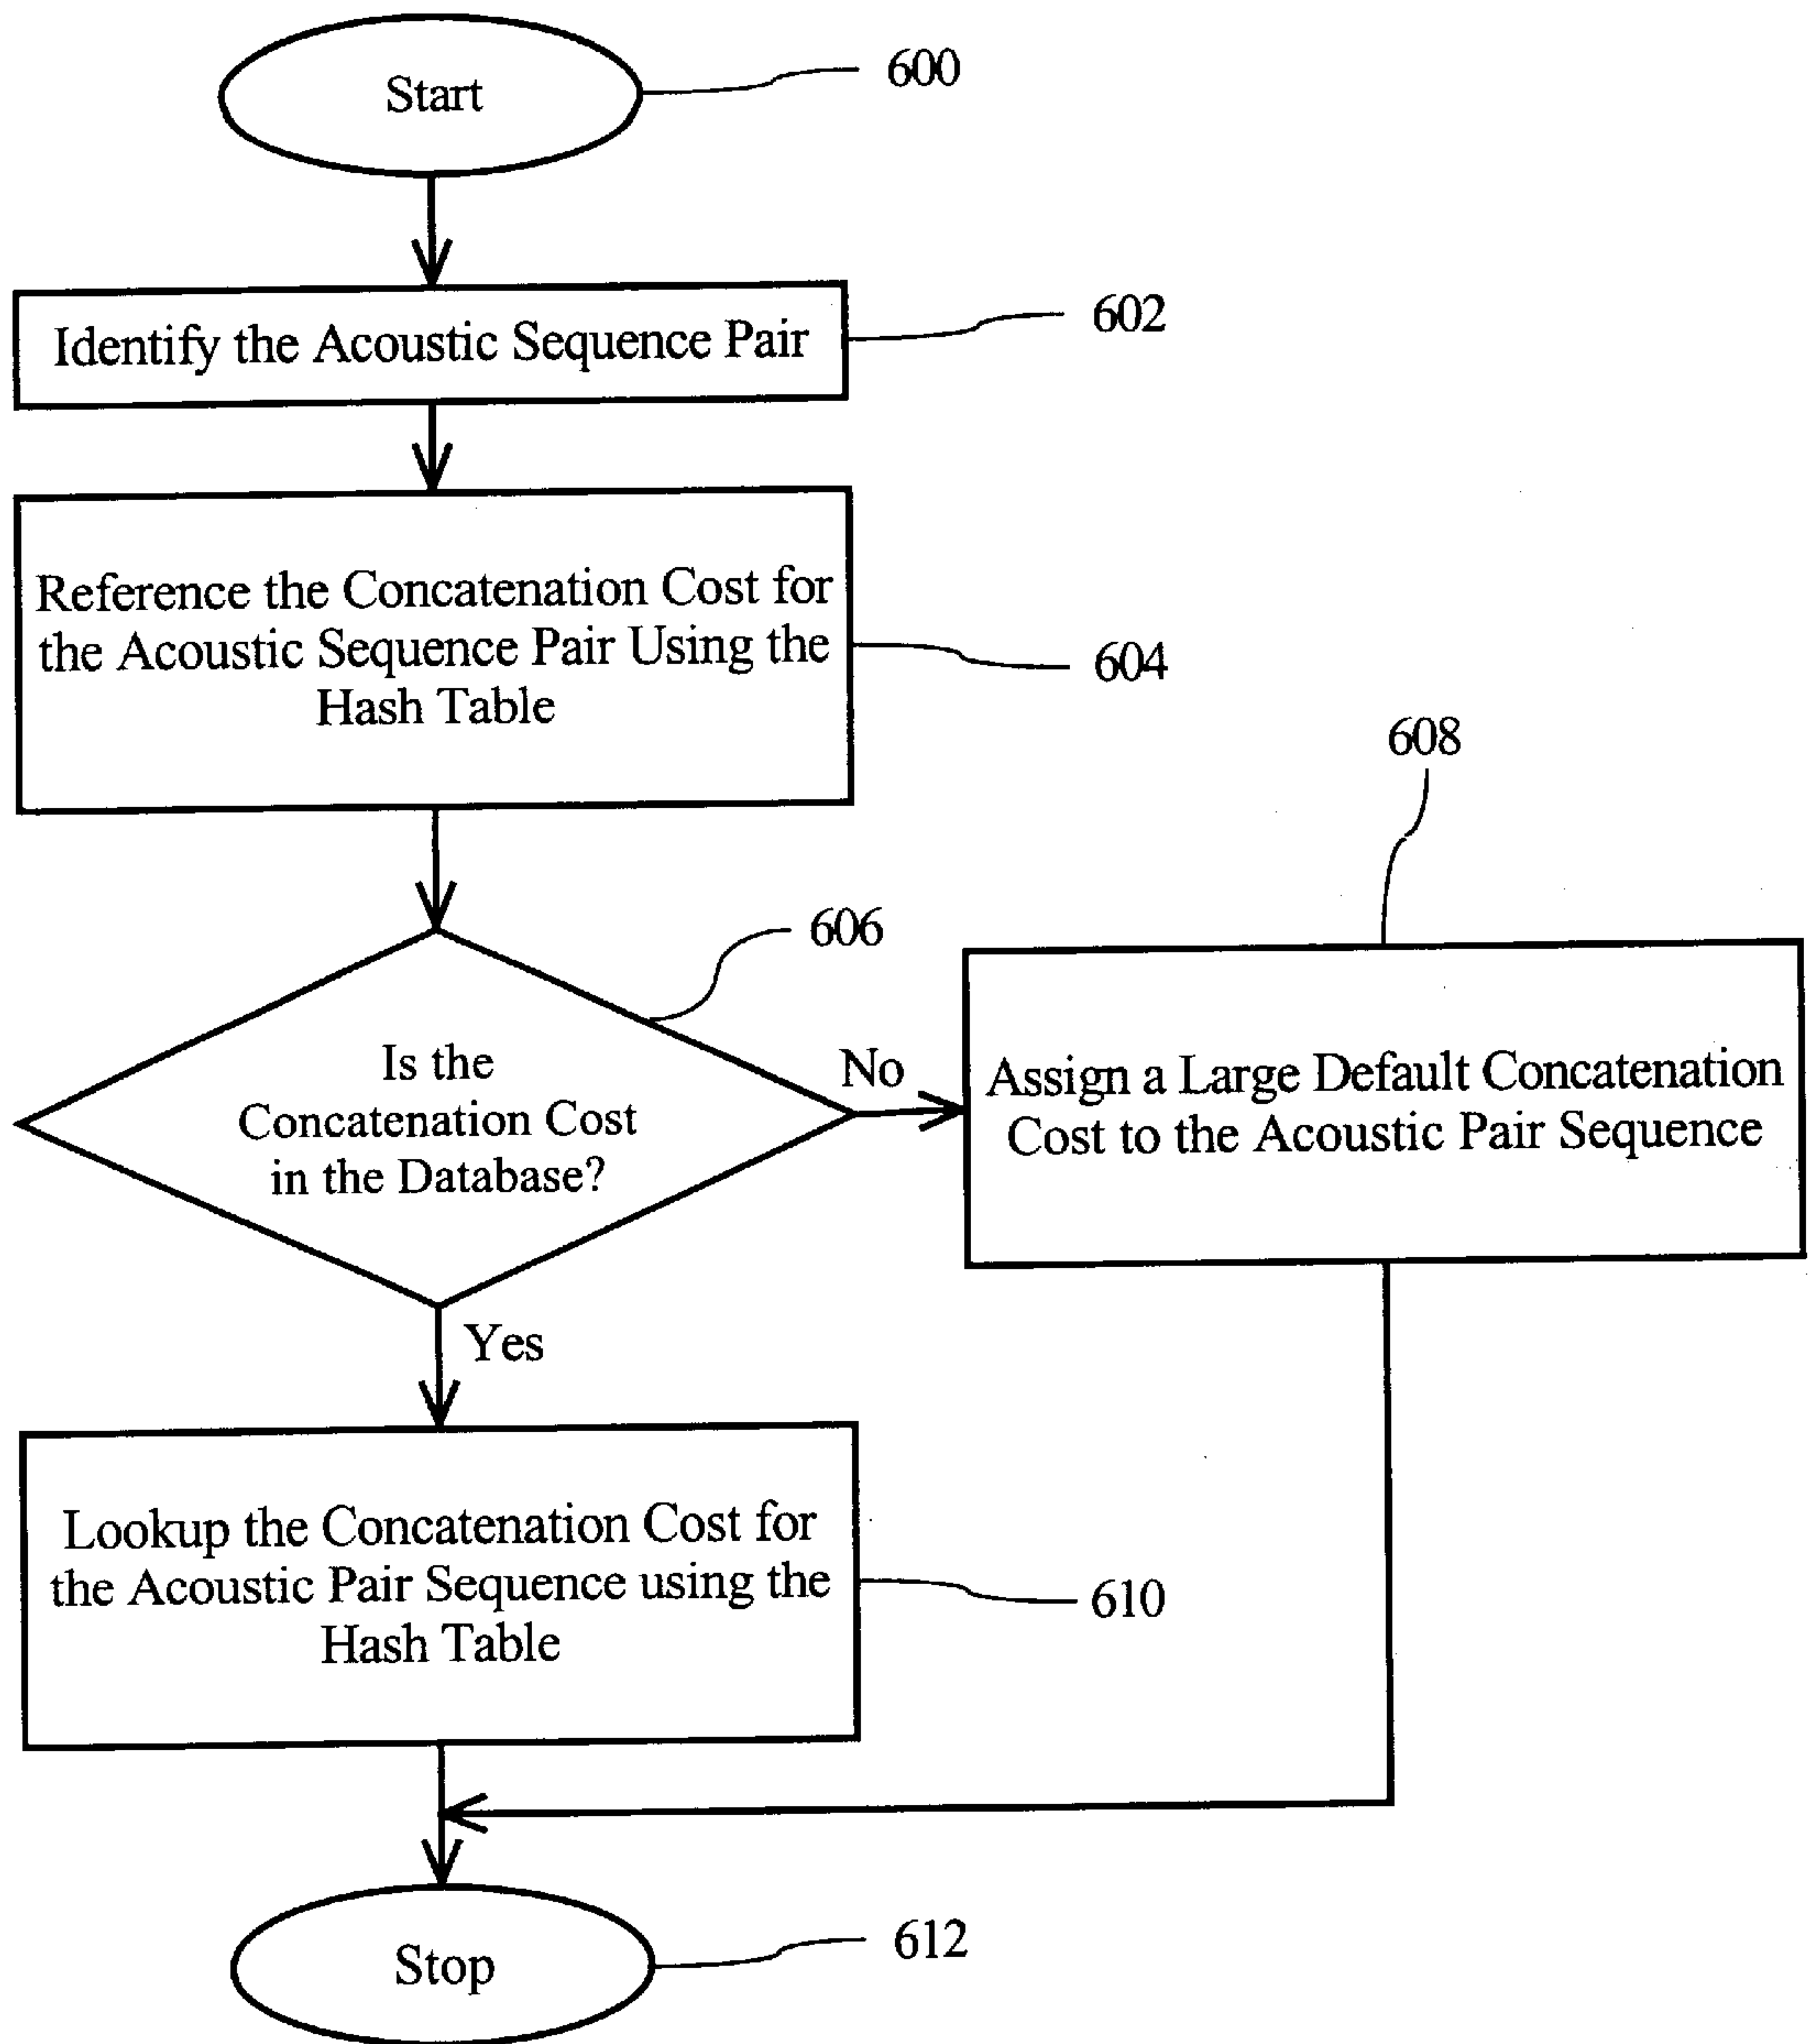 Start
600
Identify the Acoustic Sequence Pair
602
Reference the Concatenation Cost for
the Acoustic Sequence Pair Using the
Hash Table
604
608
606
Is the
Concatenation Cost
in the Database?
No
Assign a Large Default Concatenation
Cost to the Acoustic Pair Sequence
Yes
Lookup the Concatenation Cost for
the Acoustic Pair Sequence using the
Hash Table
610
Stop
612